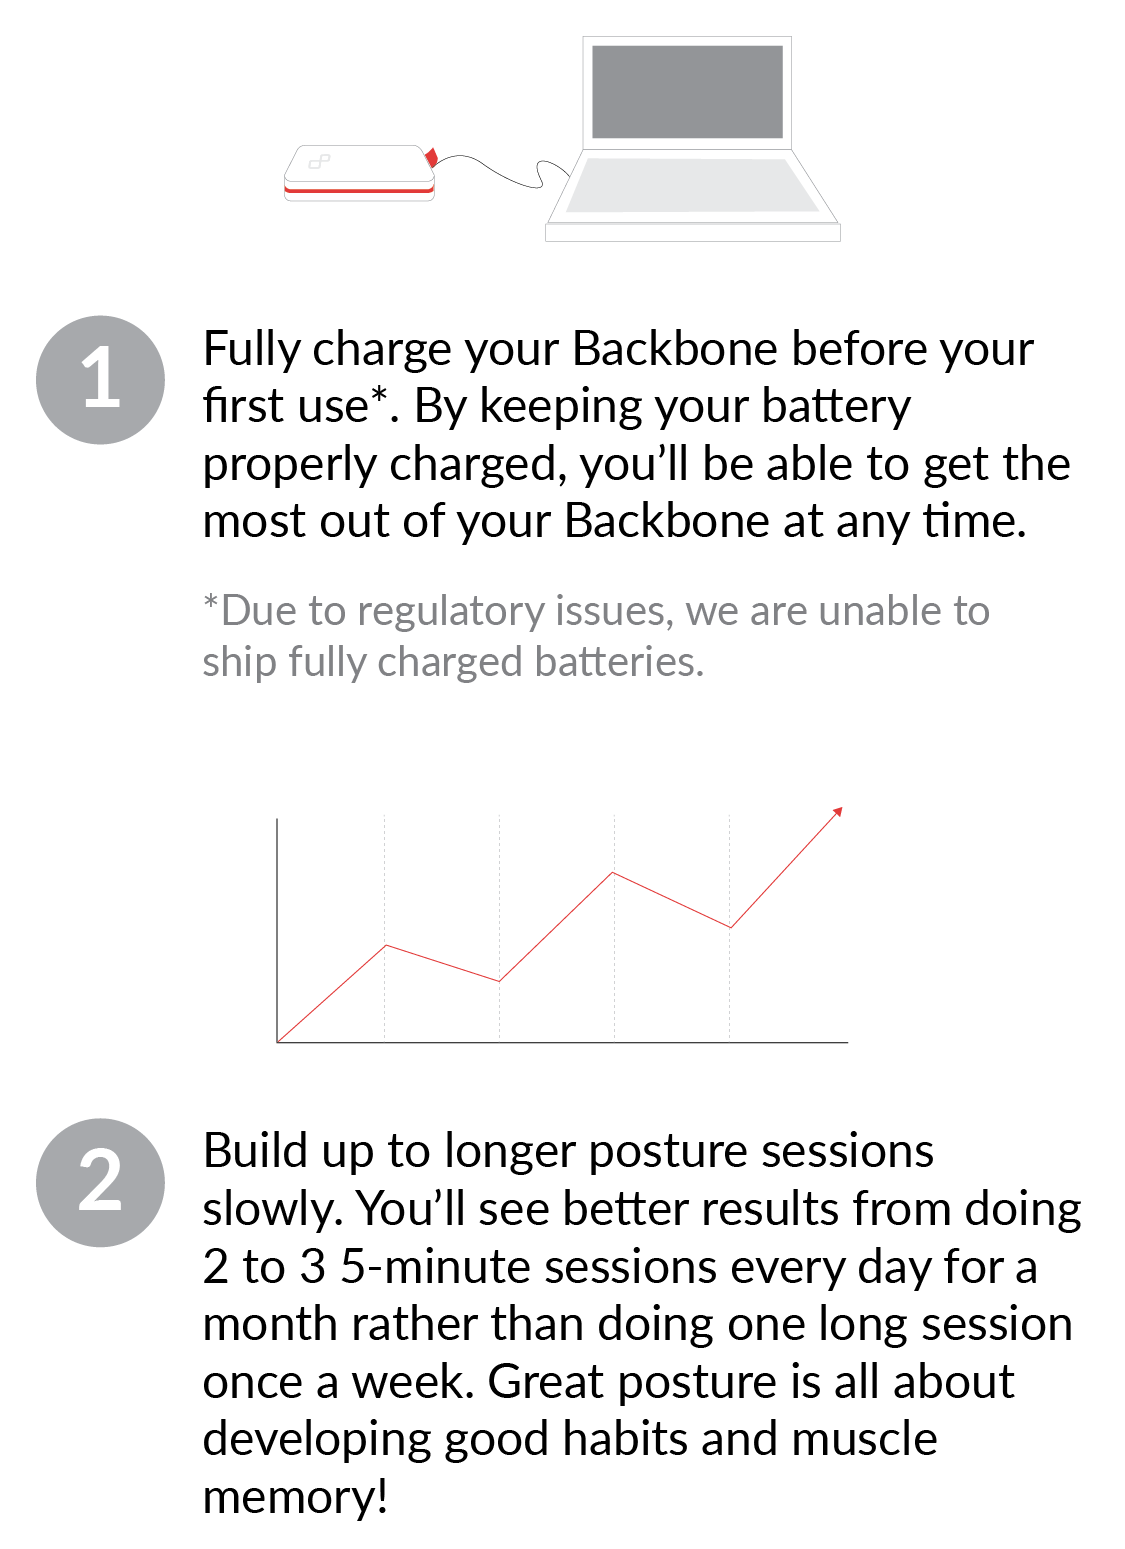 1
Fully charge your Backbone before your
first use*. By keeping your battery
properly charged, you’ll be able to get the
most out of your Backbone at any time.
*Due to regulatory issues, we are unable to
ship fully charged batteries.
2
Build up to longer posture sessions
slowly. You’ll see better results from doing
2 to 3 5-minute sessions every day for a
month rather than doing one long session
once a week. Great posture is all about
developing good habits and muscle
memory!